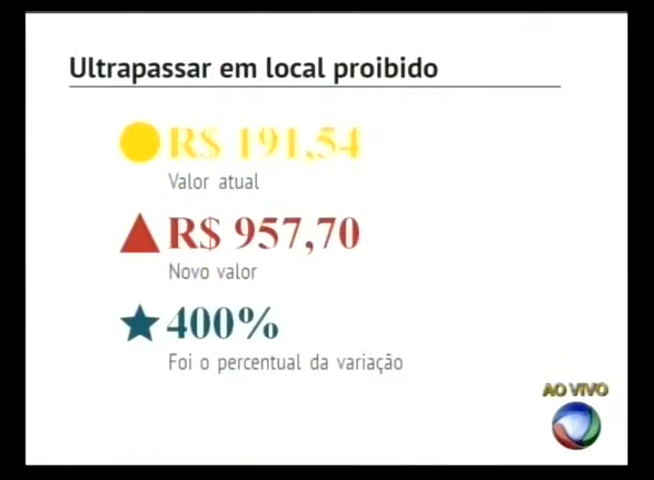 Ultrapassar em local proibido
R$ 191,54
Valor atual
R$ 957,70
Novo valor
400%
Foi o percentual da variação
AO VIVO